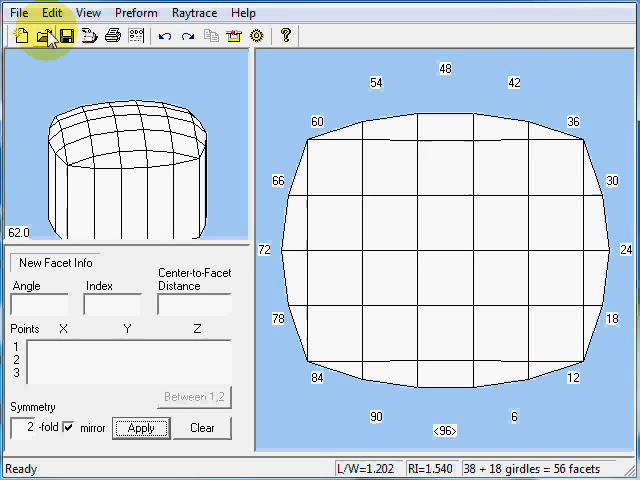 File Edit View Preform Raytrace Help
48
54 42
60 36
66 30
62.0
72 24
78 18
84 12
90 6
<96>
New Facet Info
Angle Index Center-to-Facet Distance
Points X Y Z
1
2
3
Between 1,2
Symmetry
2 -fold mirror Apply Clear
Ready L/W=1.202 RI=1.540 38 + 18 girdles = 56 facets